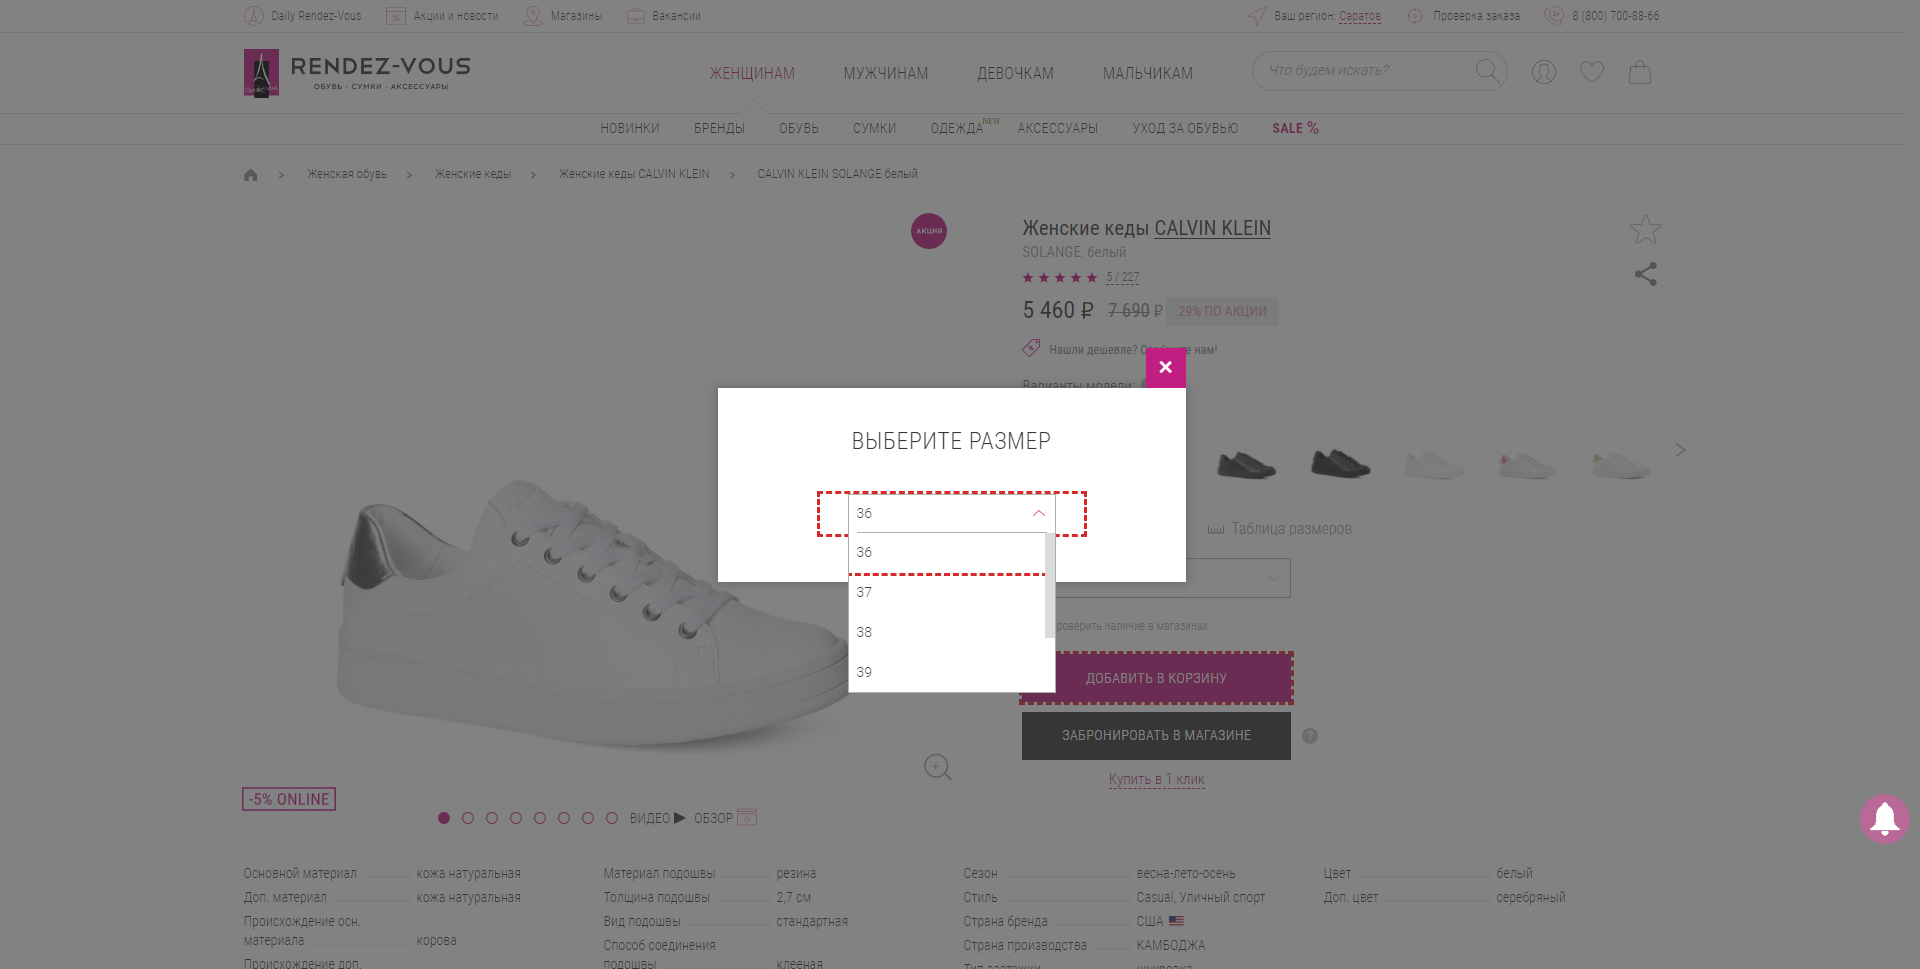 Daily Rendez-Vous
Акции и новости
Магазины
Вакансии
Ваш регион: Саратов
Проверка заказа
8 (800) 700-88-66
RENDEZ-VOUS
ОБУВЬ · СУМКИ · АКСЕССУАРЫ
ЖЕНЩИНАМ
МУЖЧИНАМ
ДЕВОЧКАМ
МАЛЬЧИКАМ
Что будем искать?
НОВИНКИ
БРЕНДЫ
ОБУВЬ
СУМКИ
ОДЕЖДА NEW
АКСЕССУАРЫ
УХОД ЗА ОБУВЬЮ
SALE %
> Женская обувь > Женские кеды > Женские кеды CALVIN KLEIN > CALVIN KLEIN SOLANGE белый
АКЦИЯ
Женские кеды CALVIN KLEIN
SOLANGE, белый
5 / 227
5 460 ₽ 7 690 ₽ 29% ПО АКЦИИ
Нашли дешевле?
нам!
Варианты модели:
×
ВЫБЕРИТЕ РАЗМЕР
36
36
37
38
39
Таблица размеров
наличие в магазинах
ДОБАВИТЬ В КОРЗИНУ
ЗАБРОНИРОВАТЬ В МАГАЗИНЕ
?
Купить в 1 клик
-5% ONLINE
ВИДЕО
ОБЗОР
Основной материал кожа натуральная
Доп. материал кожа натуральная
Происхождение осн.
материала корова
Происхождение доп.
Материал подошвы резина
Толщина подошвы 2,7 см
Вид подошвы стандартная
Способ соединения
подошвы клееная
Сезон весна-лето-осень
Стиль Casual, Уличный спорт
Страна бренда США
Страна производства КАМБОДЖА
Цвет белый
Доп. цвет серебряный